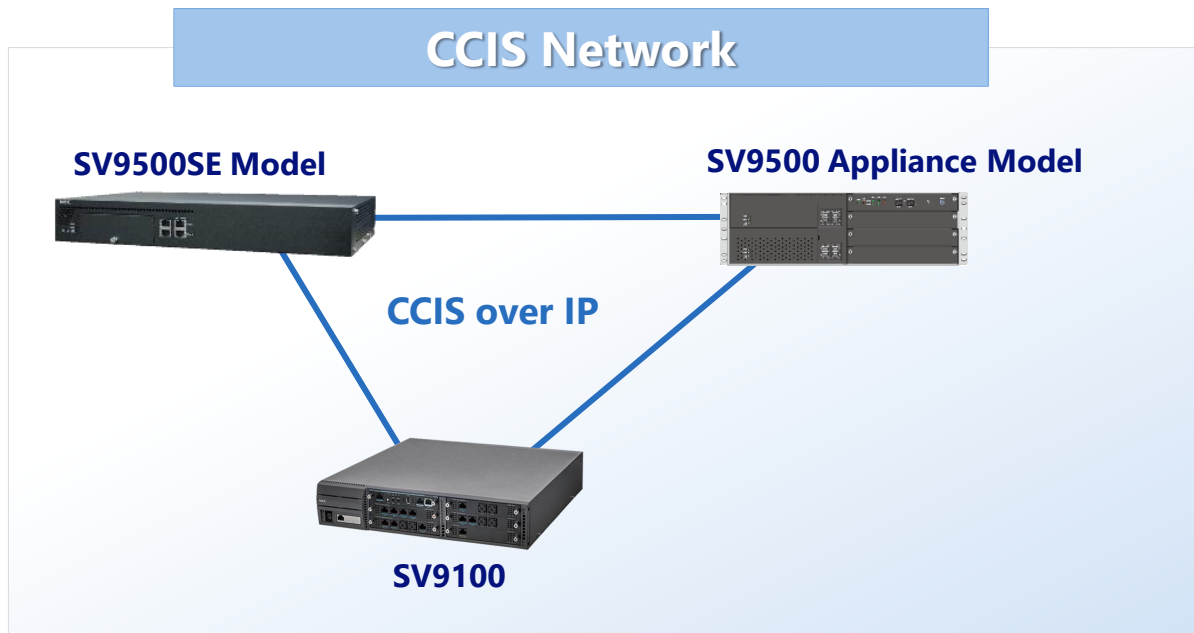 CCIS Network
SV9500SE Model
SV9500 Appliance Model
CCIS over IP
SV9100